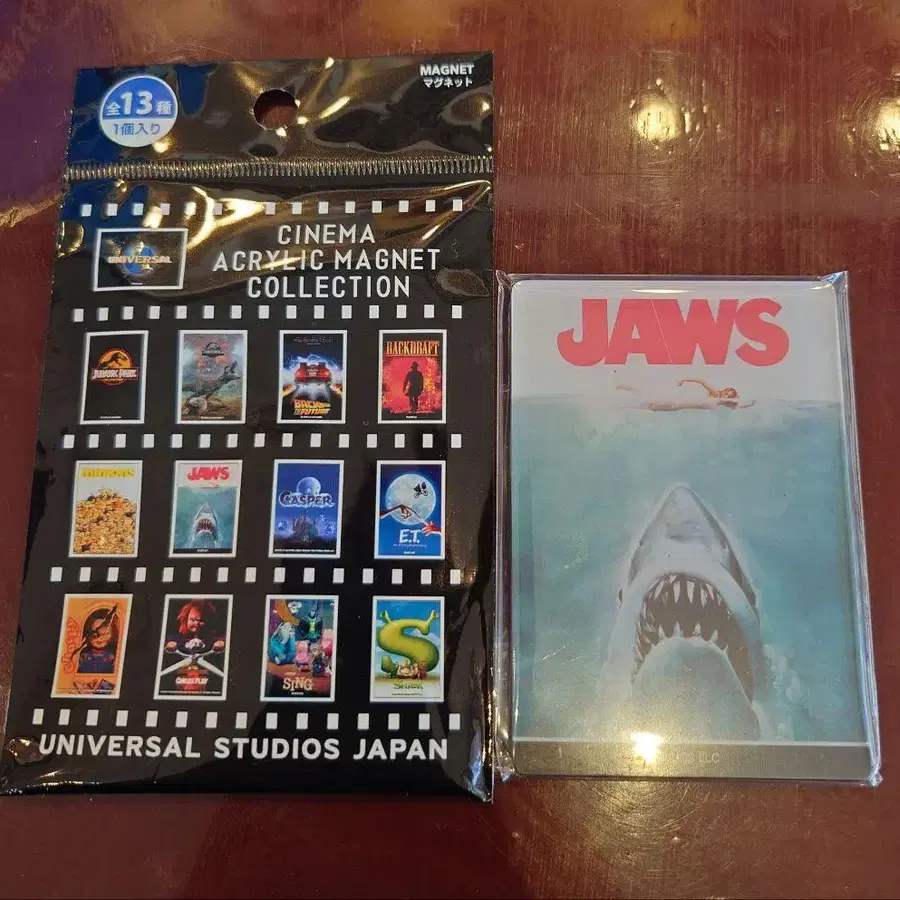 MAGNET
マグネット
全13種
1個入り
UNIVERSAL
CINEMA
ACRYLIC MAGNET
COLLECTION
JURASSIC PARK
BACK TO THE FUTURE
BACKDRAFT
MINIONS
JAWS
CASPER
E.T.
CHILD'S PLAY
SING
SHREK
UNIVERSAL STUDIOS JAPAN
JAWS
LLC